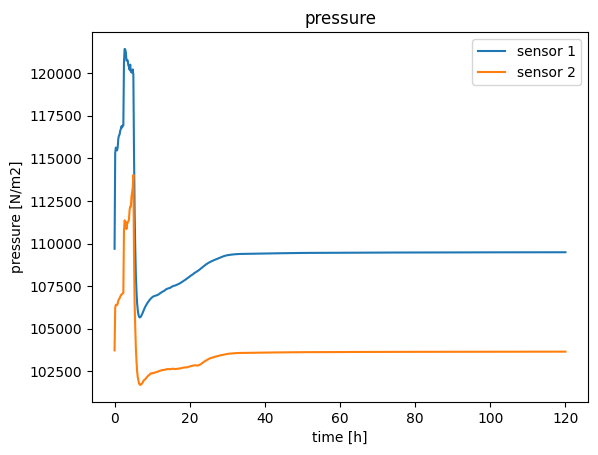 pressure
sensor 1
sensor 2
pressure [N/m2]
120000
117500
115000
112500
110000
107500
105000
102500
0 20 40 60 80 100 120
time [h]